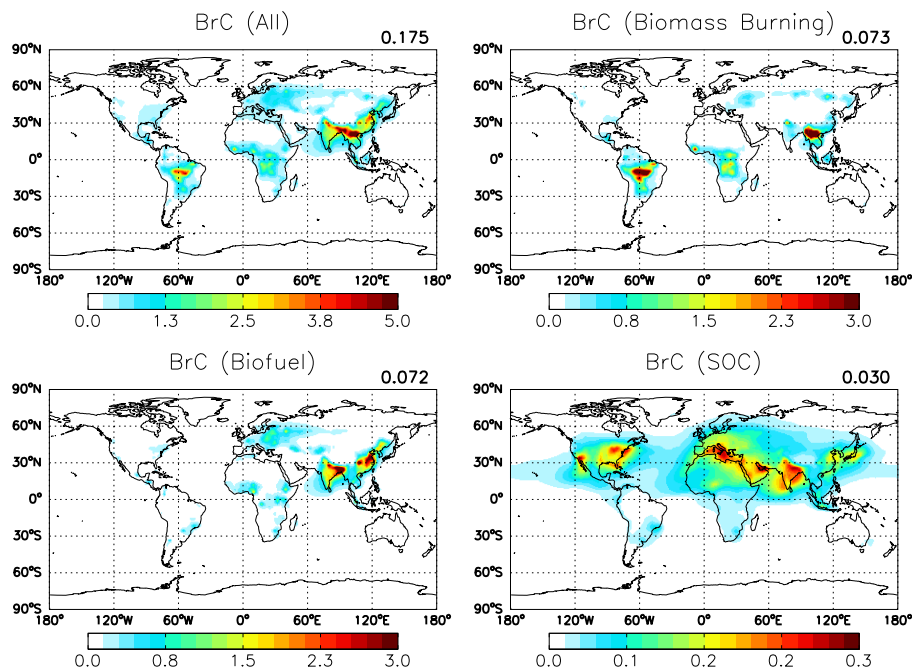 BrC (All)
0.175
90°N
60°N
30°N
0°
30°S
60°S
90°S
180° 120°W 60°W 0° 60°E 120°E 180°
0.0 1.3 2.5 3.8 5.0
BrC (Biomass Burning)
0.073
90°N
60°N
30°N
0°
30°S
60°S
90°S
180° 120°W 60°W 0° 60°E 120°E 180°
0.0 0.8 1.5 2.3 3.0
BrC (Biofuel)
0.072
90°N
60°N
30°N
0°
30°S
60°S
90°S
180° 120°W 60°W 0° 60°E 120°E 180°
0.0 0.8 1.5 2.3 3.0
BrC (SOC)
0.030
90°N
60°N
30°N
0°
30°S
60°S
90°S
180° 120°W 60°W 0° 60°E 120°E 180°
0.0 0.1 0.2 0.2 0.3